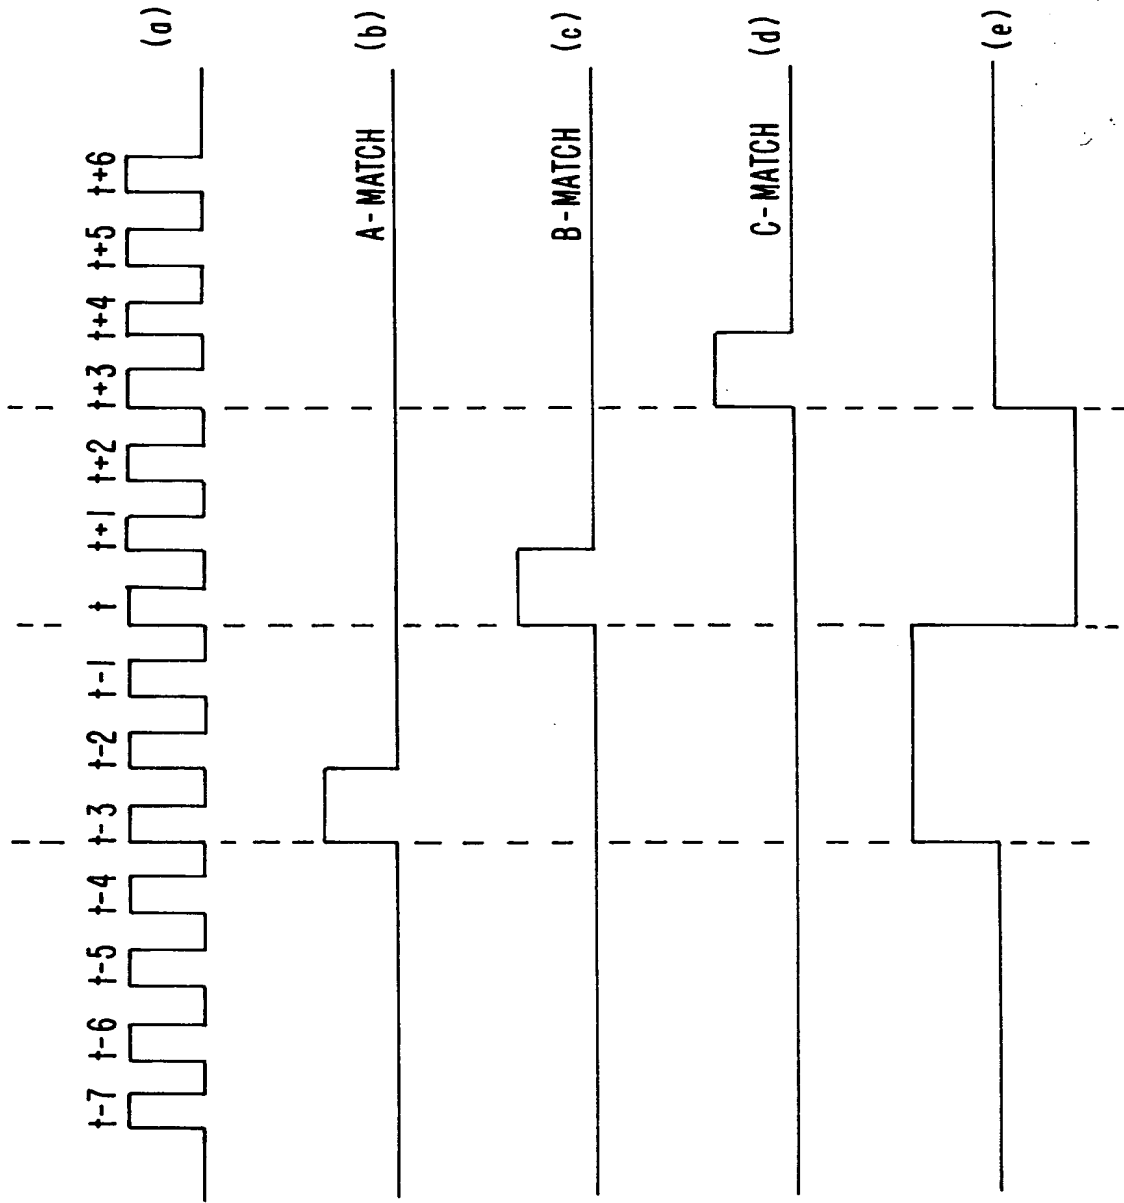 t-7 t-6 t-5 t-4 t-3 t-2 t-1 t t+1 t+2 t+3 t+4 t+5 t+6
(a)
A-MATCH (b)
B-MATCH (c)
C-MATCH (d)
(e)